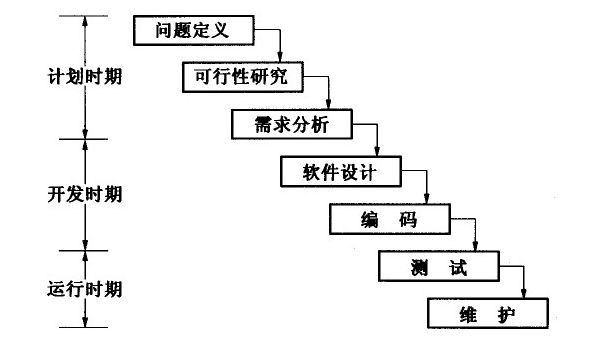 问题定义
计划时期
可行性研究
需求分析
软件设计
开发时期
编 码
测 试
运行时期
维 护